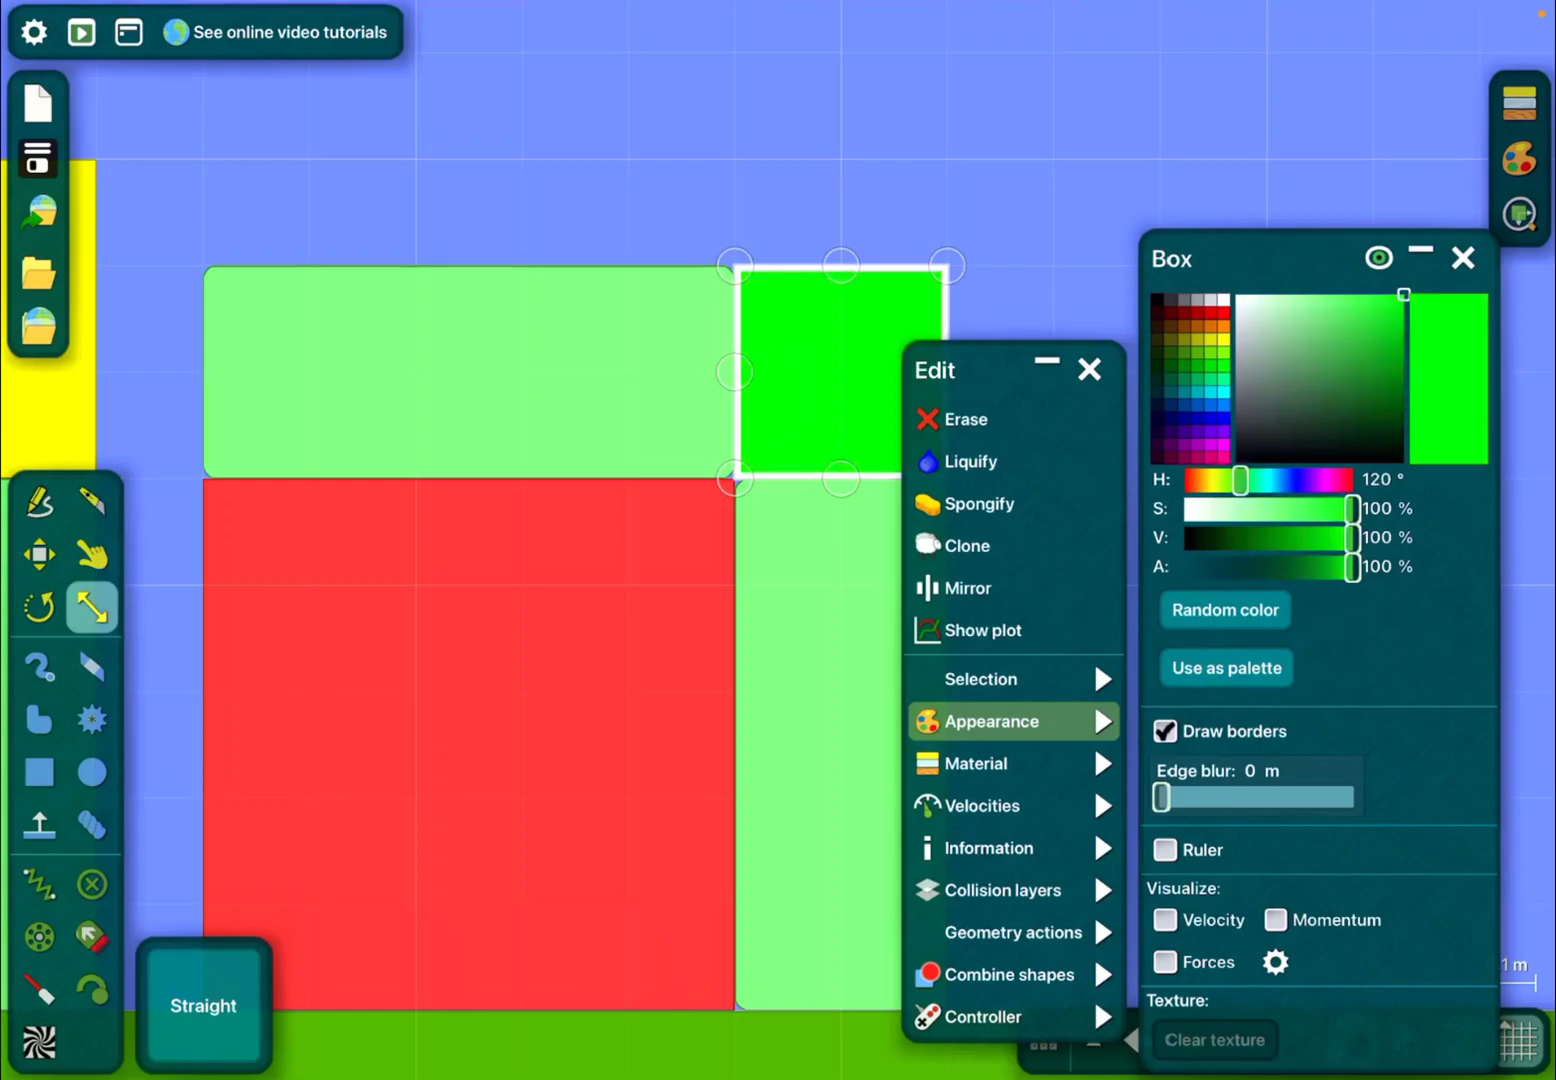 See online video tutorials
Box
Edit
Erase
Liquify
Spongify
Clone
Mirror
Show plot
Selection
Appearance
Material
Velocities
Information
Collision layers
Geometry actions
Combine shapes
Controller
H: 120 °
S: 100 %
V: 100 %
A: 100 %
Random color
Use as palette
Draw borders
Edge blur: 0 m
Ruler
Visualize:
Velocity Momentum
Forces
Texture:
Clear texture
Straight
1 m